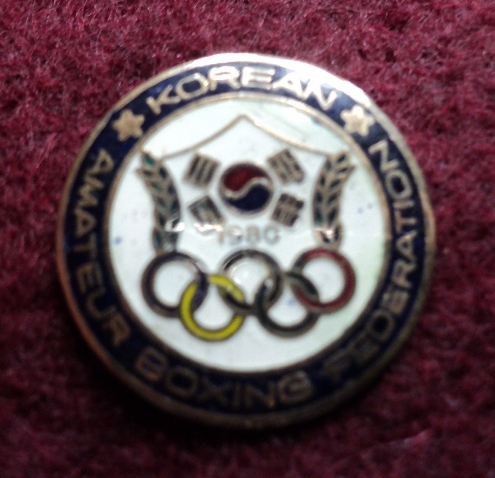 KOREAN
AMATEUR BOXING FEDERATION
1980